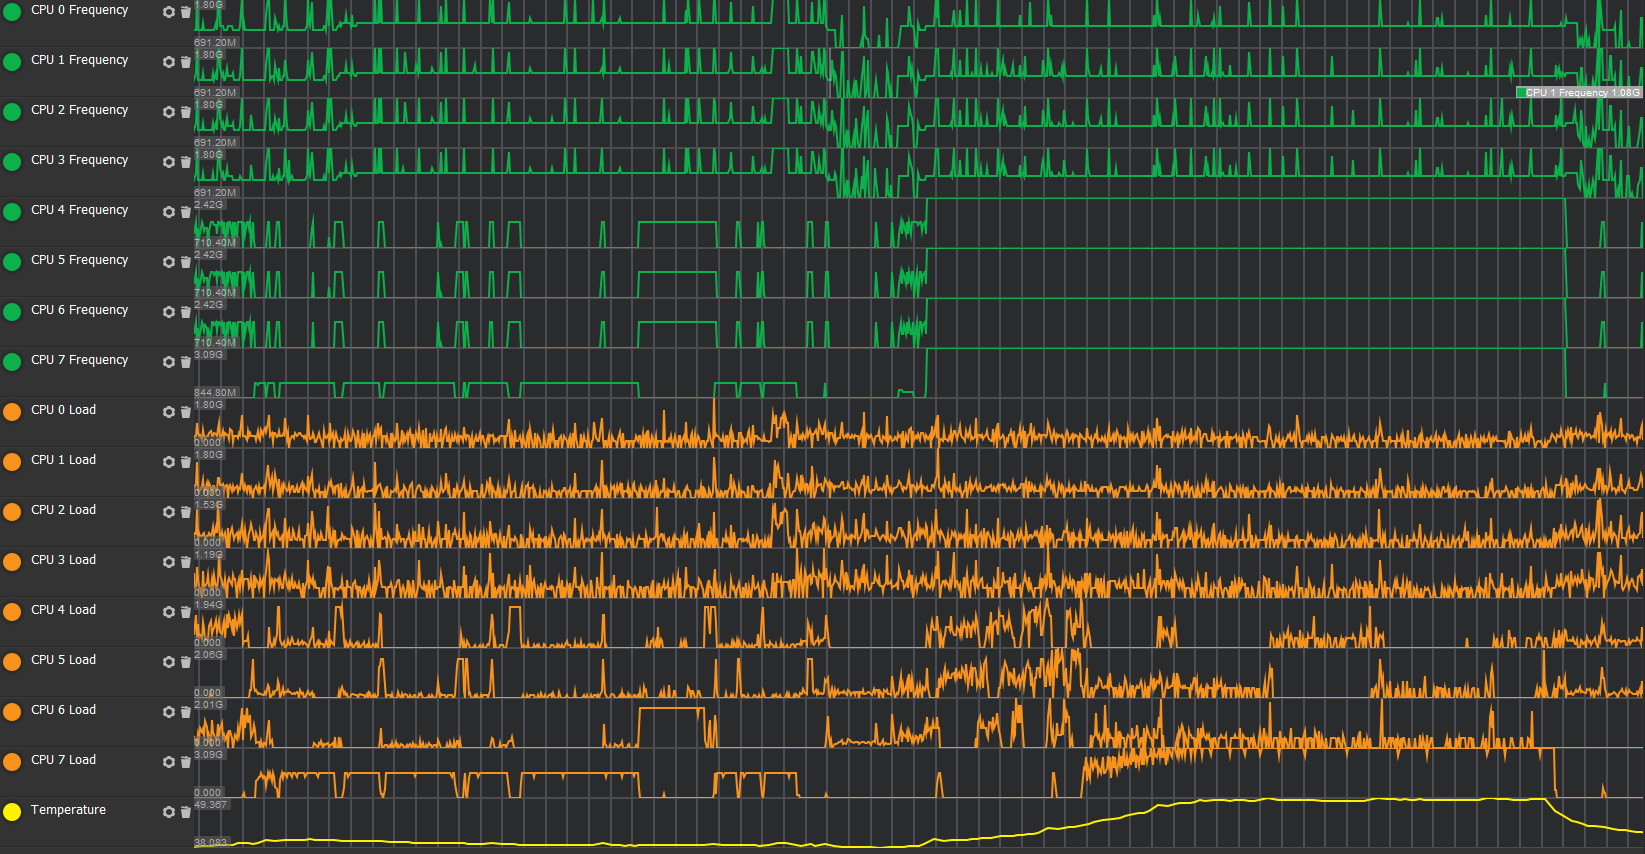 CPU 0 Frequency
1.80G
691.20M
CPU 1 Frequency
1.80G
691.20M
CPU 1 Frequency 1.08G
CPU 2 Frequency
1.80G
691.20M
CPU 3 Frequency
1.80G
691.20M
CPU 4 Frequency
2.42G
710.40M
CPU 5 Frequency
2.42G
710.40M
CPU 6 Frequency
2.42G
710.40M
CPU 7 Frequency
3.09G
844.80M
CPU 0 Load
1.80G
0.000
CPU 1 Load
1.80G
0.000
CPU 2 Load
1.53G
0.000
CPU 3 Load
1.19G
0.000
CPU 4 Load
1.94G
0.000
CPU 5 Load
2.06G
0.000
CPU 6 Load
2.01G
0.000
CPU 7 Load
3.09G
0.000
Temperature
49.367
38.083